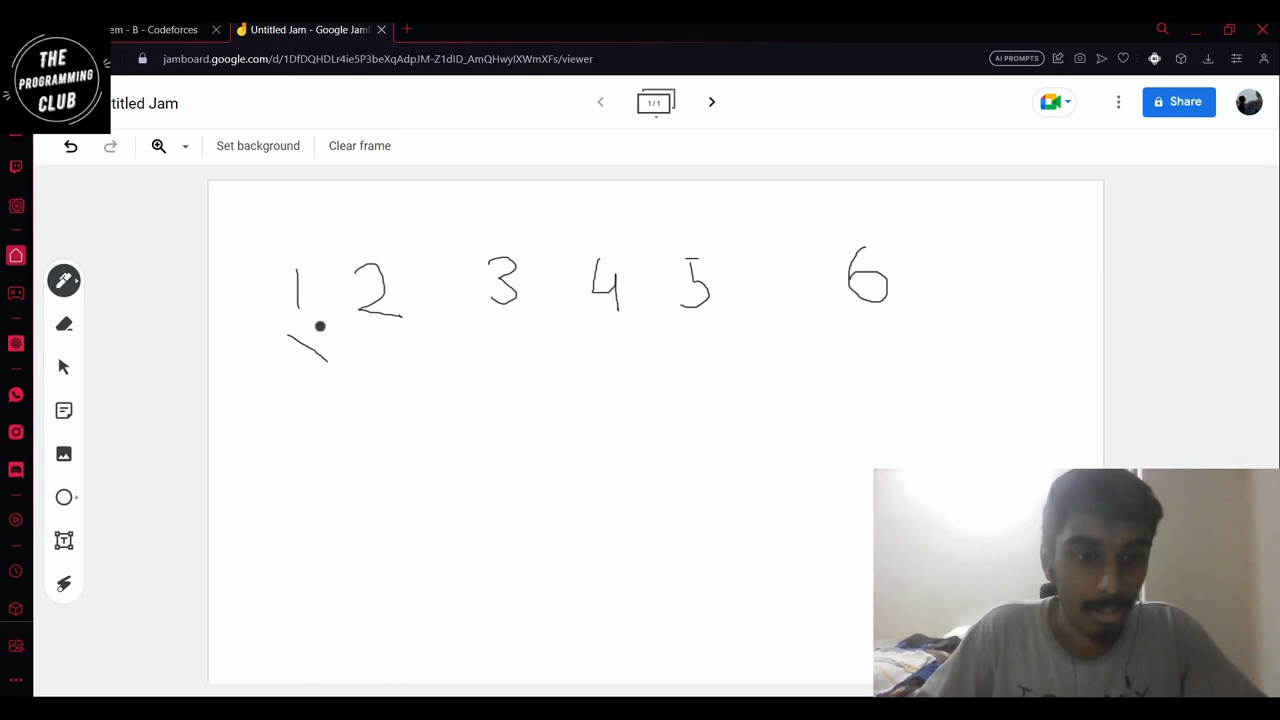 THE
PROGRAMMING
CLUB
em - B - Codeforces
Untitled Jam - Google Jam
jamboard.google.com/d/1DfDQHDLr4ie5P3beXqAdpJM-Z1dID_AmQHwyIXWmXFs/viewer
AI PROMPTS
titled Jam
1/1
Share
Set background
Clear frame
1 2 3 4 5 6
T